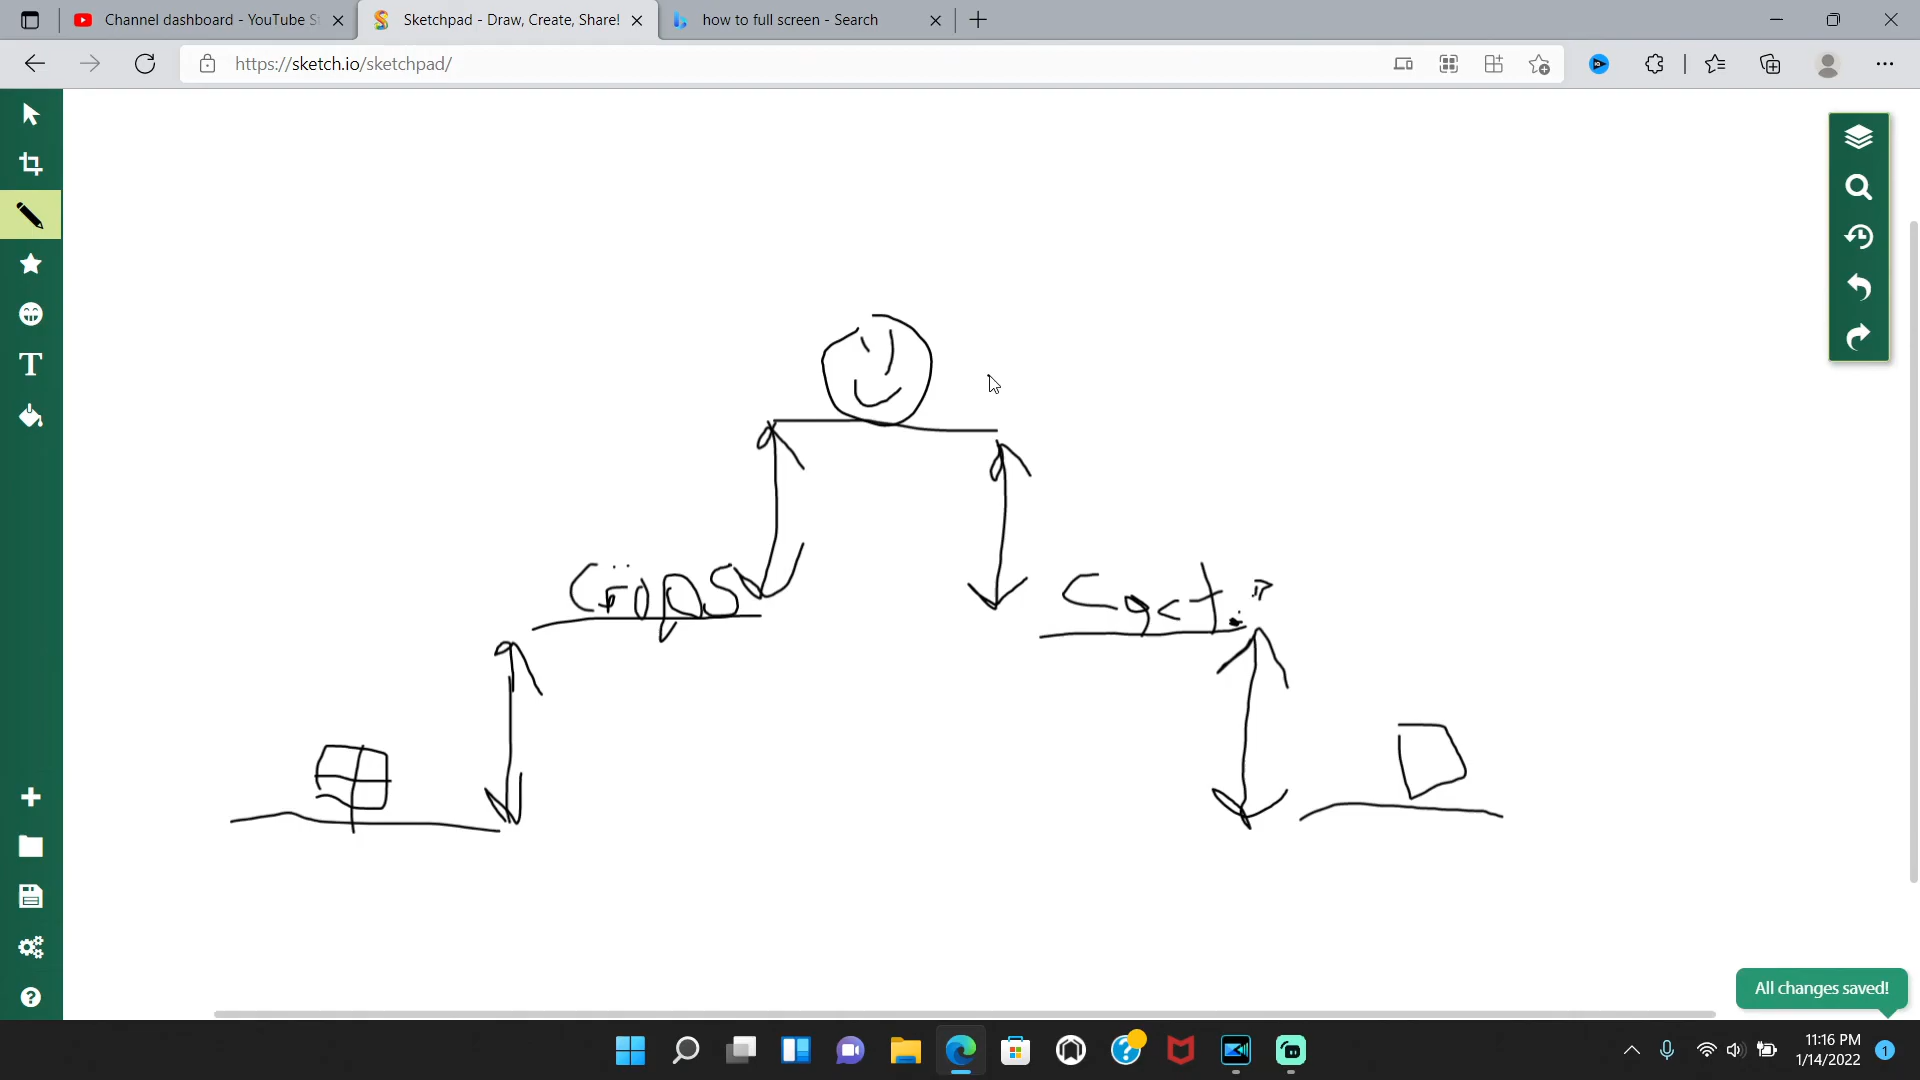 Channel dashboard - YouTube S
Sketchpad - Draw, Create, Share!
how to full screen - Search
https://sketch.io/sketchpad/
T
All changes saved!
11:16 PM
1/14/2022
1